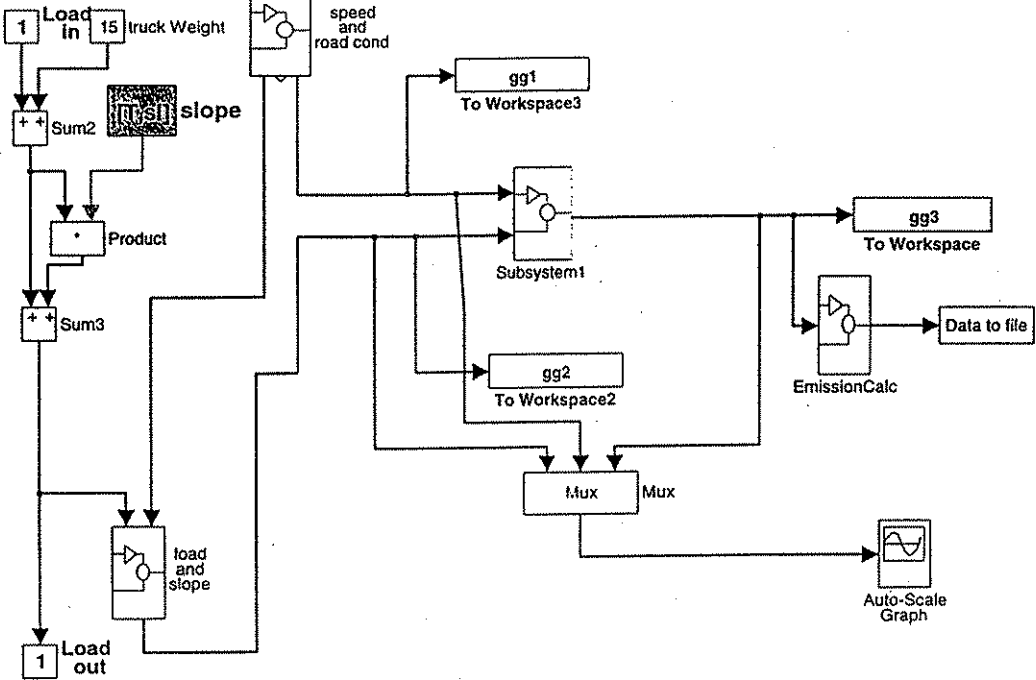 1
Load
in
15
truck Weight
speed
and
road cond
gg1
To Workspace3
[T,sl]
slope
+ +
Sum2
*
Product
Subsystem1
gg3
To Workspace
+ +
Sum3
Data to file
EmissionCalc
gg2
To Workspace2
Mux
Mux
load
and
slope
Auto-Scale
Graph
1
Load
out